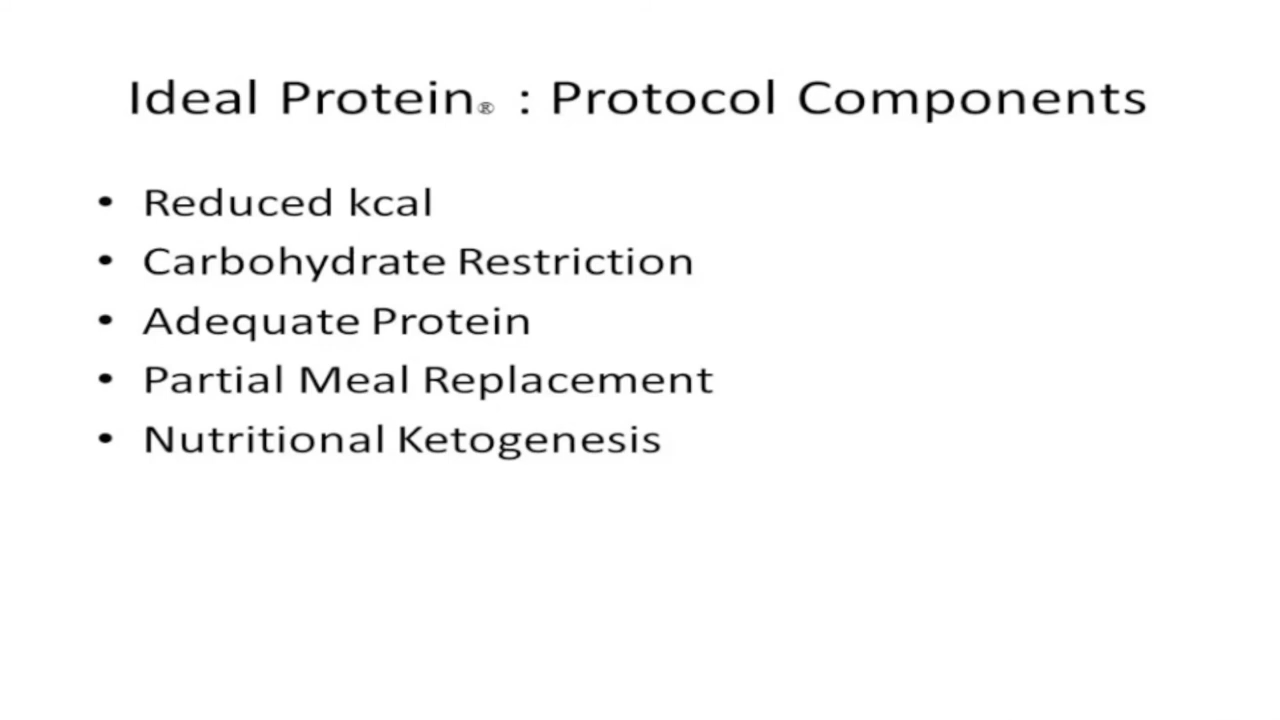 Ideal Protein® : Protocol Components
• Reduced kcal
• Carbohydrate Restriction
• Adequate Protein
• Partial Meal Replacement
• Nutritional Ketogenesis